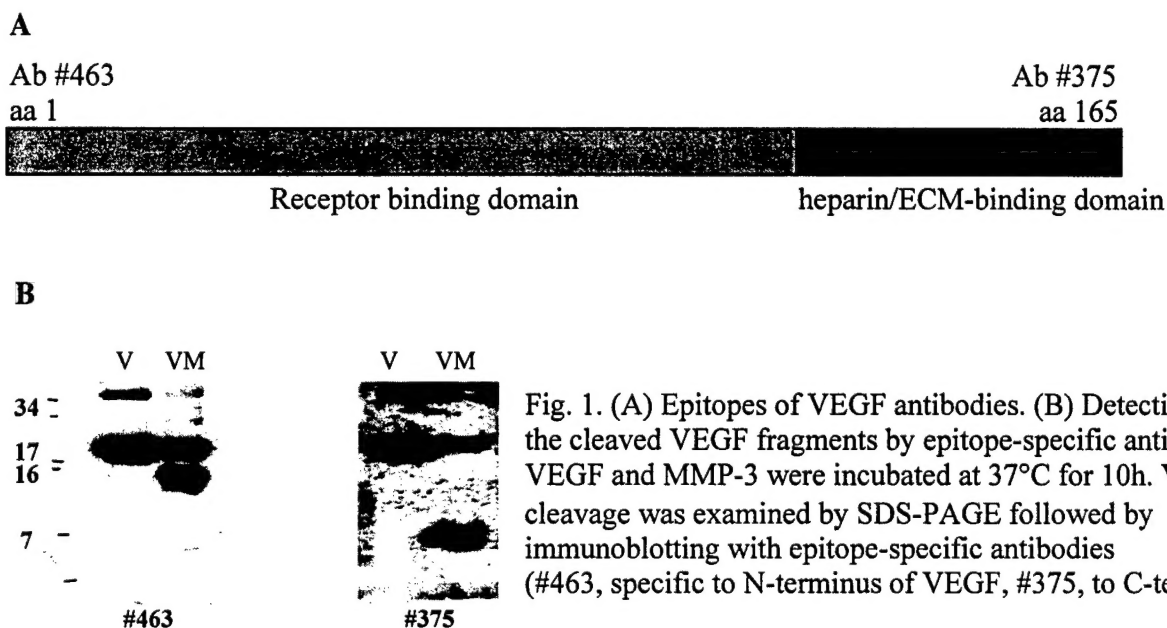 A
Ab #463 Ab #375
aa 1 aa 165
Receptor binding domain heparin/ECM-binding domain
B
V VM V VM
34
17
16
7
#463 #375
Fig. 1. (A) Epitopes of VEGF antibodies. (B) Detecti
the cleaved VEGF fragments by epitope-specific anti
VEGF and MMP-3 were incubated at 37°C for 10h. V
cleavage was examined by SDS-PAGE followed by
immunoblotting with epitope-specific antibodies
(#463, specific to N-terminus of VEGF, #375, to C-te